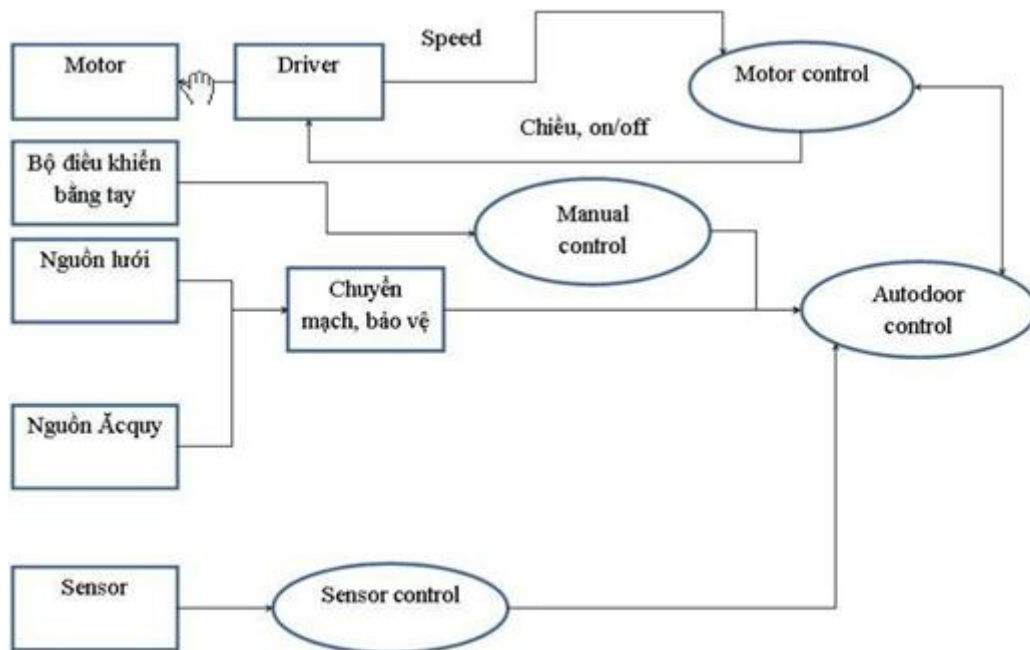 Motor
Driver
Speed
Motor control
Chiều, on/off
Bộ điều khiển
bằng tay
Manual
control
Nguồn lưới
Chuyển
mạch, bảo vệ
Autodoor
control
Nguồn Ăcquy
Sensor
Sensor control